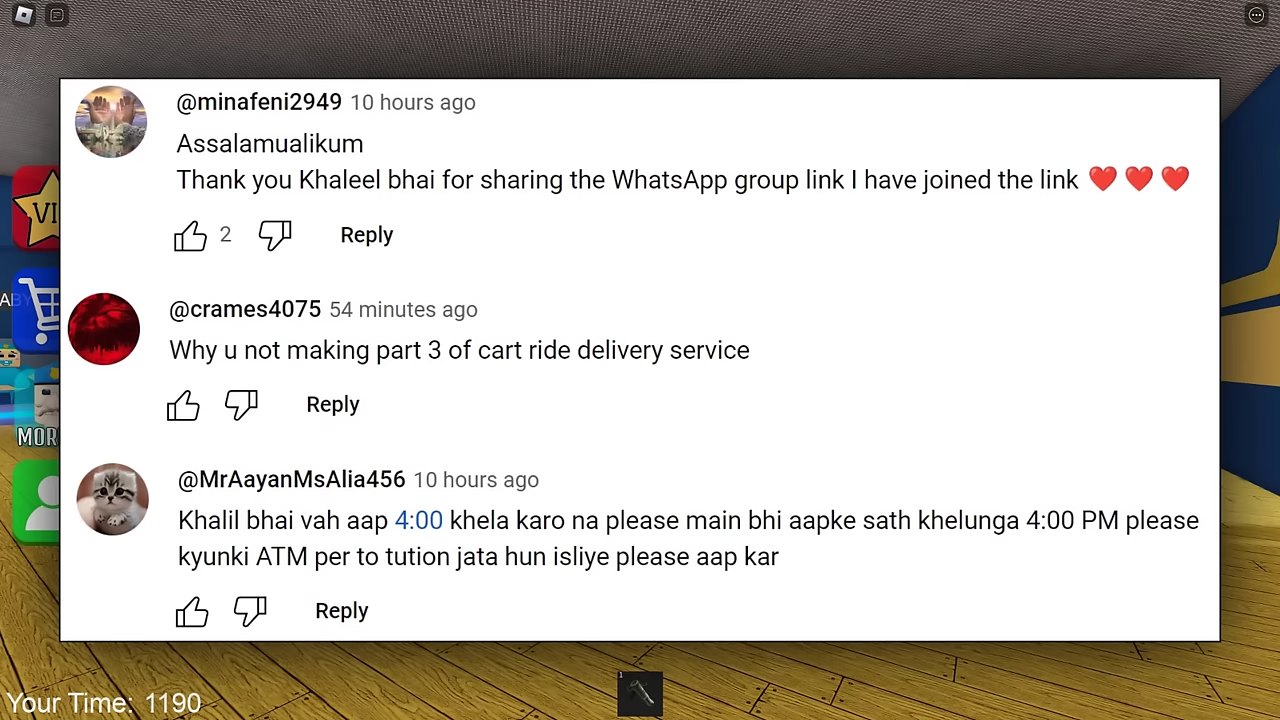 @minafeni2949 10 hours ago
Assalamualikum
Thank you Khaleel bhai for sharing the WhatsApp group link I have joined the link ❤️ ❤️ ❤️
2 Reply
@crames4075 54 minutes ago
Why u not making part 3 of cart ride delivery service
Reply
@MrAayanMsAlia456 10 hours ago
Khalil bhai vah aap 4:00 khela karo na please main bhi aapke sath khelunga 4:00 PM please
kyunki ATM per to tution jata hun isliye please aap kar
Reply
VI
AB
MOR
1
Your Time: 1190